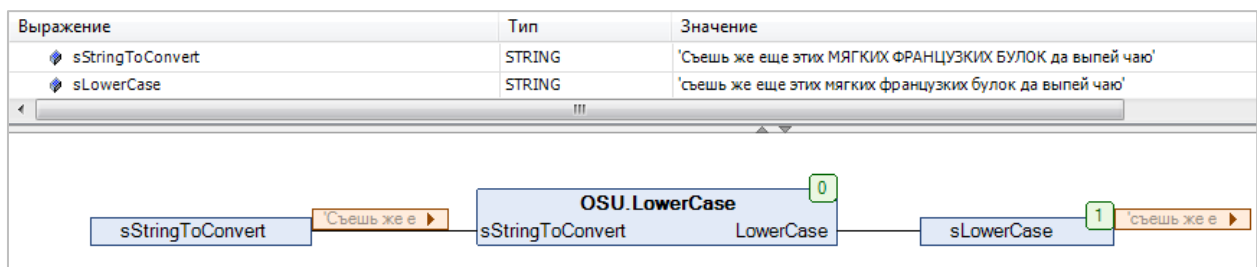 Выражение Тип Значение
sStringToConvert STRING 'Съешь же еще этих МЯГКИХ ФРАНЦУЗКИХ БУЛОК да выпей чаю'
sLowerCase STRING 'съешь же еще этих мягких французких булок да выпей чаю'
0
OSU.LowerCase
sStringToConvert 'Съешь же е sStringToConvert LowerCase sLowerCase 1 'съешь же е